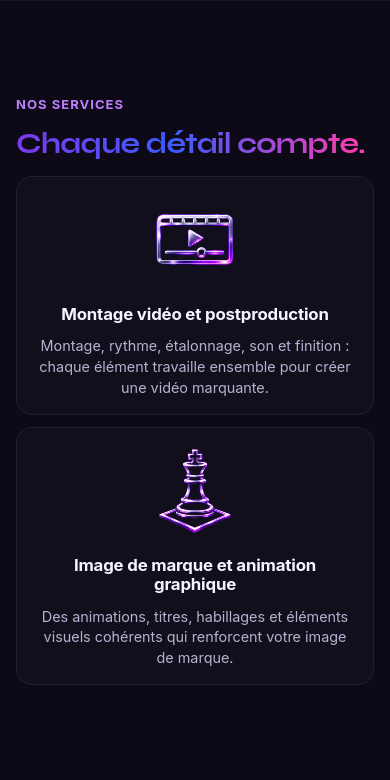 NOS SERVICES
Chaque détail compte.
Montage vidéo et postproduction
Montage, rythme, étalonnage, son et finition :
chaque élément travaille ensemble pour créer
une vidéo marquante.
Image de marque et animation
graphique
Des animations, titres, habillages et éléments
visuels cohérents qui renforcent votre image
de marque.